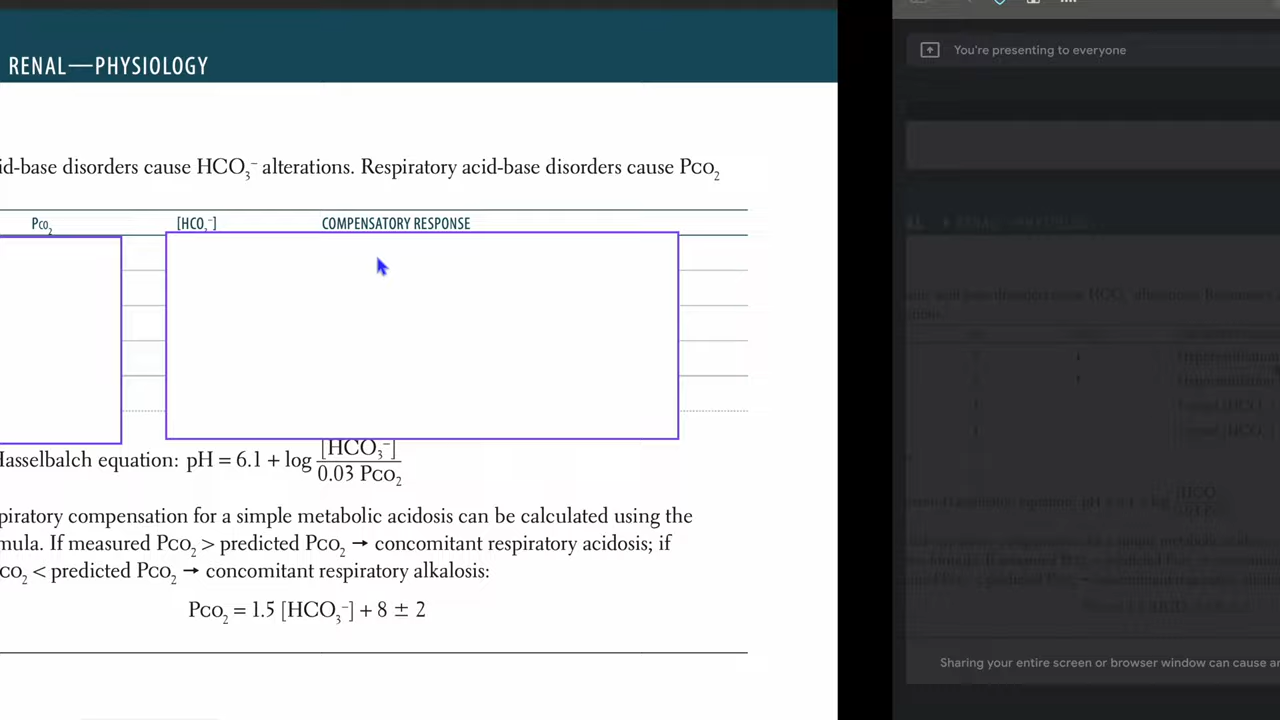 RENAL—PHYSIOLOGY
You're presenting to everyone
id-base disorders cause HCO₃⁻ alterations. Respiratory acid-base disorders cause Pco₂
Pco₂ [HCO₃⁻] COMPENSATORY RESPONSE
Hasselbalch equation: pH = 6.1 + log [HCO₃⁻] / 0.03 Pco₂
piratory compensation for a simple metabolic acidosis can be calculated using the
mula. If measured Pco₂ > predicted Pco₂ → concomitant respiratory acidosis; if
co₂ < predicted Pco₂ → concomitant respiratory alkalosis:
Pco₂ = 1.5 [HCO₃⁻] + 8 ± 2
RENAL—PHYSIOLOGY
Sharing your entire screen or browser window can cause an